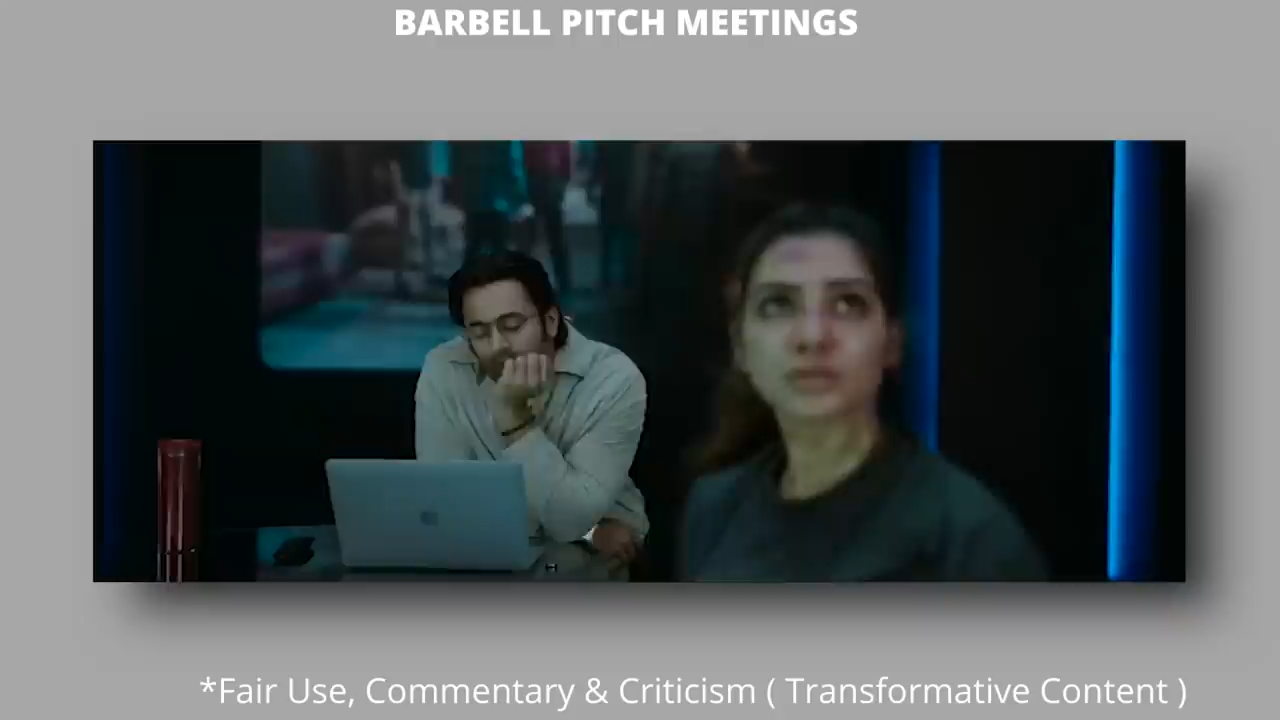 BARBELL PITCH MEETINGS
*Fair Use, Commentary & Criticism ( Transformative Content )